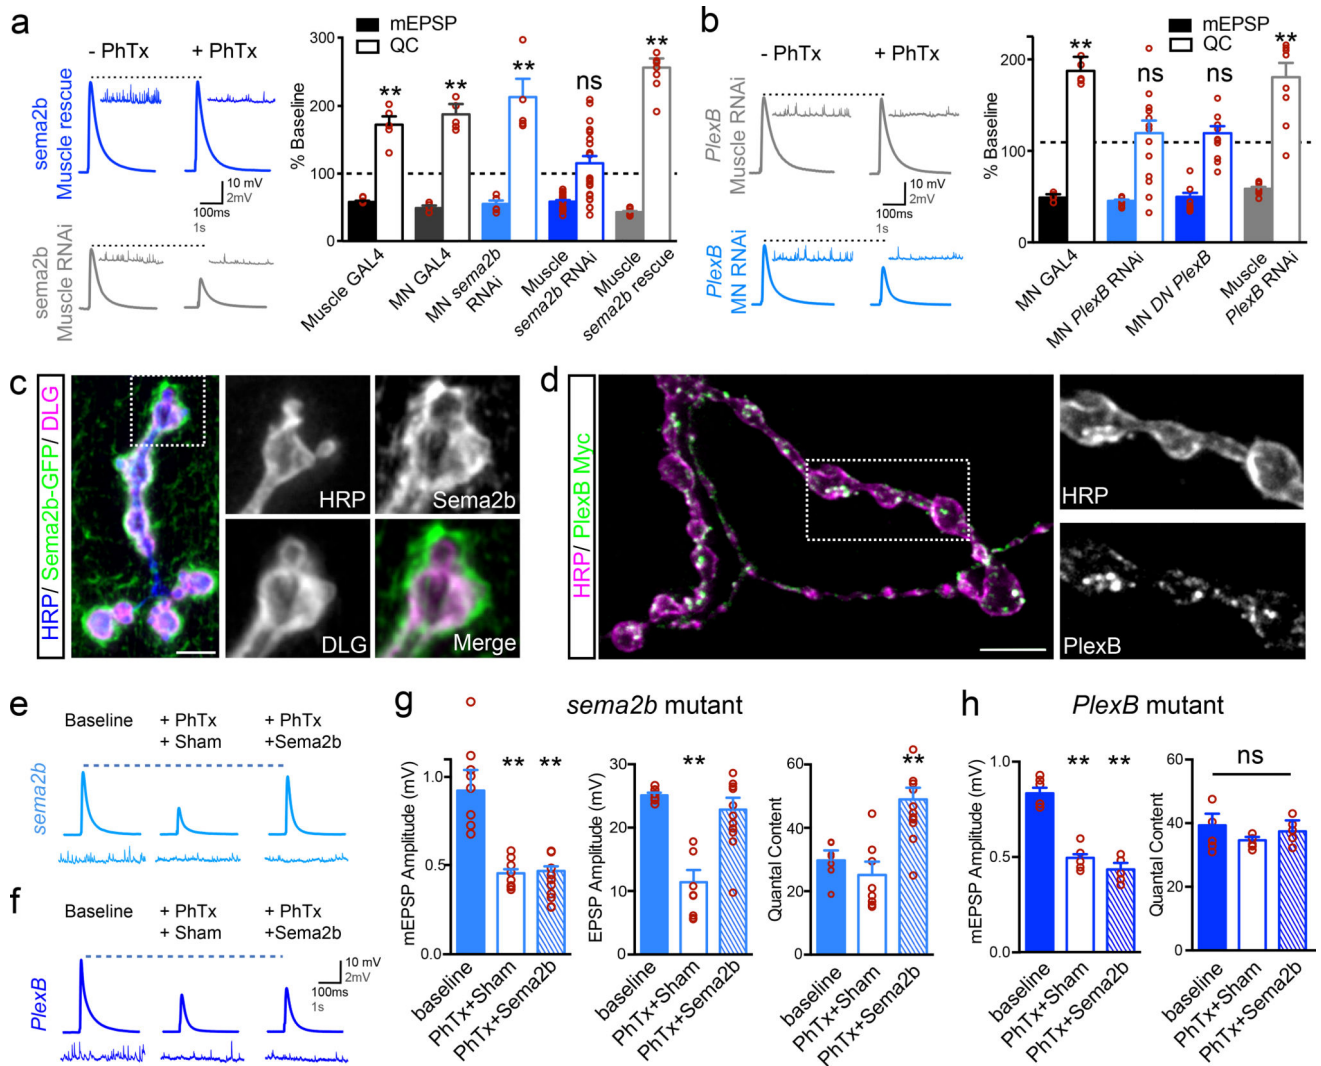 a
- PhTx
+ PhTx
sema2b
Muscle rescue
10 mV
2mV
100ms
1s
sema2b
Muscle RNAi
mEPSP
QC
% Baseline
300
200
100
0
**
**
**
ns
**
Muscle GAL4
MN GAL4
MN sema2b
RNAi
Muscle
sema2b RNAi
Muscle
sema2b rescue
b
- PhTx
+ PhTx
PlexB
Muscle RNAi
10 mV
2mV
100ms
1s
PlexB
MN RNAi
mEPSP
QC
% Baseline
200
100
0
**
ns
ns
**
MN GAL4
MN PlexB RNAi
MN DN PlexB
Muscle
PlexB RNAi
c
HRP/ Sema2b-GFP/ DLG
HRP
Sema2b
DLG
Merge
d
HRP/ PlexB Myc
HRP
PlexB
e
Baseline
+ PhTx
+ Sham
+ PhTx
+Sema2b
sema2b
f
Baseline
+ PhTx
+ Sham
+ PhTx
+Sema2b
PlexB
10 mV
2mV
100ms
1s
g
sema2b mutant
mEPSP Amplitude (mV)
1.0
0.5
0.0
** **
baseline
PhTx+Sham
PhTx+Sema2b
EPSP Amplitude (mV)
30
20
10
0
**
baseline
PhTx+Sham
PhTx+Sema2b
Quantal Content
60
40
20
0
**
baseline
PhTx+Sham
PhTx+Sema2b
h
PlexB mutant
mEPSP Amplitude (mV)
1.0
0.5
0.0
** **
baseline
PhTx+Sham
PhTx+Sema2b
Quantal Content
60
40
20
0
ns
baseline
PhTx+Sham
PhTx+Sema2b